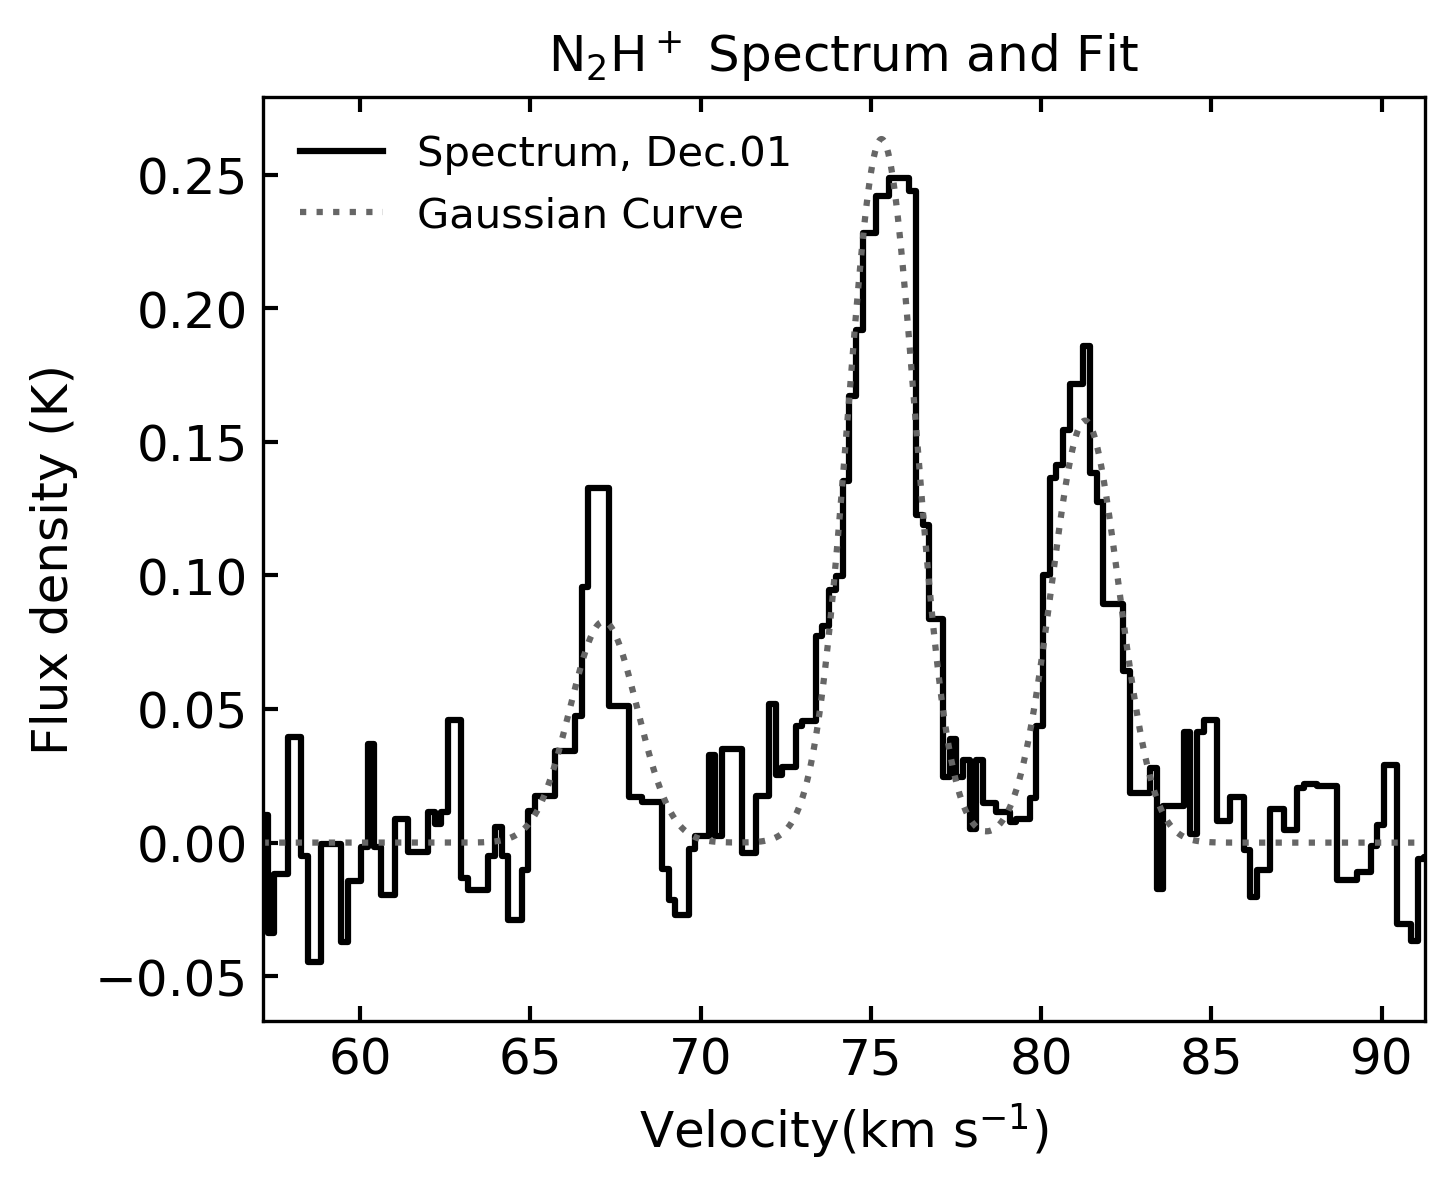 N₂H⁺ Spectrum and Fit
Spectrum, Dec.01
Gaussian Curve
0.25
0.20
0.15
0.10
0.05
0.00
−0.05
Flux density (K)
60 65 70 75 80 85 90
Velocity(km s⁻¹)